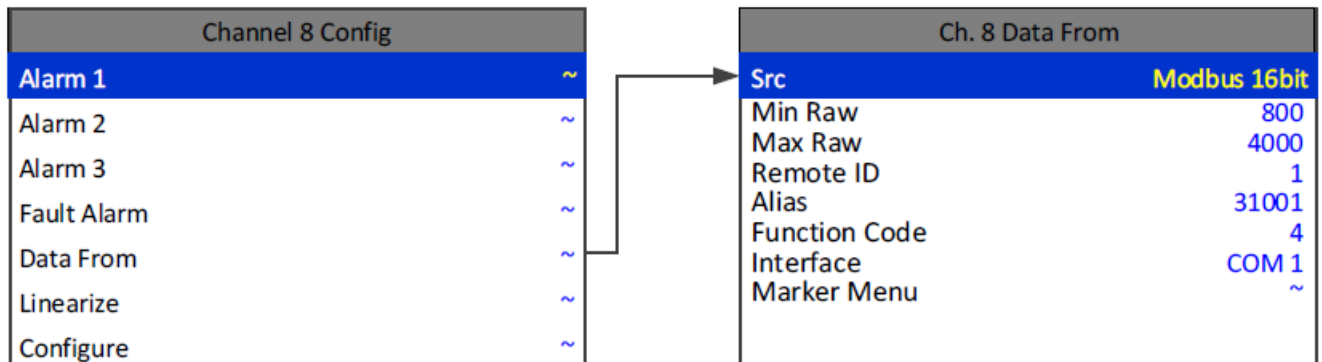 Channel 8 Config
Alarm 1 ~
Alarm 2 ~
Alarm 3 ~
Fault Alarm ~
Data From ~
Linearize ~
Configure ~
Ch. 8 Data From
Src Modbus 16bit
Min Raw 800
Max Raw 4000
Remote ID 1
Alias 31001
Function Code 4
Interface COM 1
Marker Menu ~